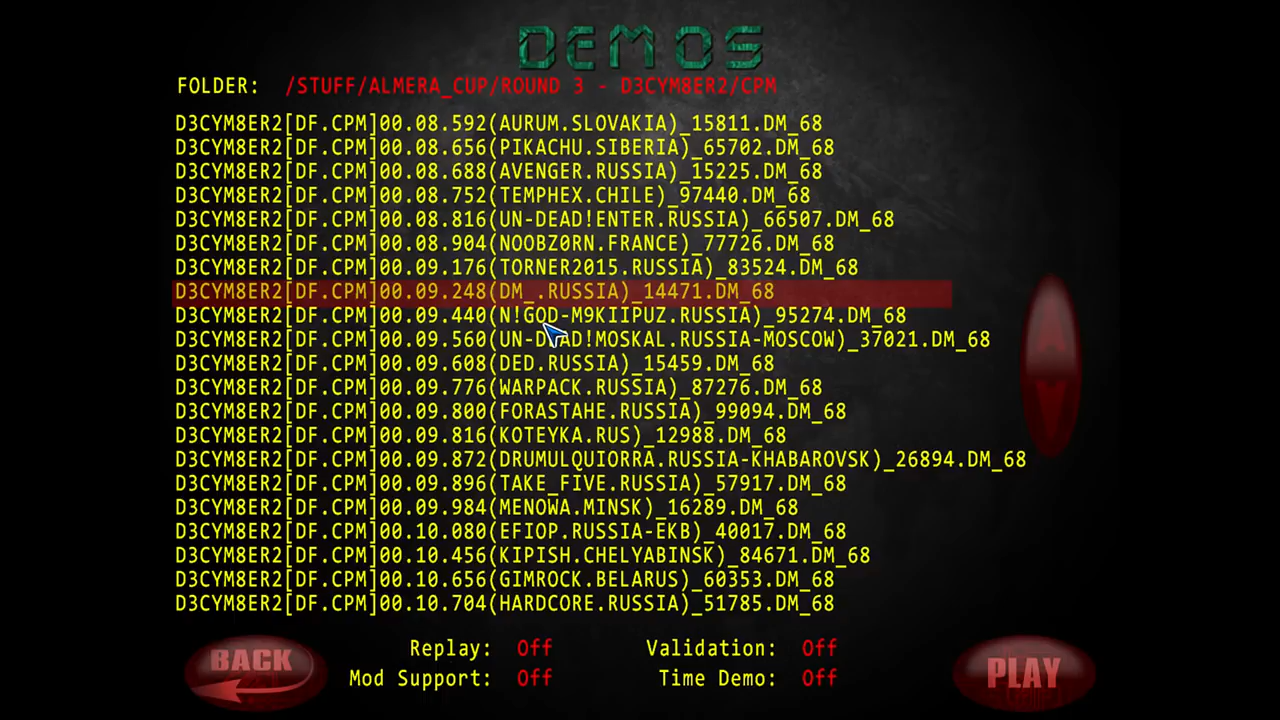 DEMOS
FOLDER: /STUFF/ALMERA_CUP/ROUND 3 - D3CYM8ER2/CPM
D3CYM8ER2[DF.CPM]00.08.592(AURUM.SLOVAKIA)_15811.DM_68
D3CYM8ER2[DF.CPM]00.08.656(PIKACHU.SIBERIA)_65702.DM_68
D3CYM8ER2[DF.CPM]00.08.688(AVENGER.RUSSIA)_15225.DM_68
D3CYM8ER2[DF.CPM]00.08.752(TEMPHEX.CHILE)_97440.DM_68
D3CYM8ER2[DF.CPM]00.08.816(UN-DEAD!ENTER.RUSSIA)_66507.DM_68
D3CYM8ER2[DF.CPM]00.08.904(NOOBZ0RN.FRANCE)_77726.DM_68
D3CYM8ER2[DF.CPM]00.09.176(TORNER2015.RUSSIA)_83524.DM_68
D3CYM8ER2[DF.CPM]00.09.248(DM_.RUSSIA)_14471.DM_68
D3CYM8ER2[DF.CPM]00.09.440(N!GOD-M9KIIPUZ.RUSSIA)_95274.DM_68
D3CYM8ER2[DF.CPM]00.09.560(UN-DEAD!MOSKAL.RUSSIA-MOSCOW)_37021.DM_68
D3CYM8ER2[DF.CPM]00.09.608(DED.RUSSIA)_15459.DM_68
D3CYM8ER2[DF.CPM]00.09.776(WARPACK.RUSSIA)_87276.DM_68
D3CYM8ER2[DF.CPM]00.09.800(FORASTAHE.RUSSIA)_99094.DM_68
D3CYM8ER2[DF.CPM]00.09.816(KOTEYKA.RUS)_12988.DM_68
D3CYM8ER2[DF.CPM]00.09.872(DRUMULQUIORRA.RUSSIA-KHABAROVSK)_26894.DM_68
D3CYM8ER2[DF.CPM]00.09.896(TAKE_FIVE.RUSSIA)_57917.DM_68
D3CYM8ER2[DF.CPM]00.09.984(MENOWA.MINSK)_16289.DM_68
D3CYM8ER2[DF.CPM]00.10.080(EFIOP.RUSSIA-EKB)_40017.DM_68
D3CYM8ER2[DF.CPM]00.10.456(KIPISH.CHELYABINSK)_84671.DM_68
D3CYM8ER2[DF.CPM]00.10.656(GIMROCK.BELARUS)_60353.DM_68
D3CYM8ER2[DF.CPM]00.10.704(HARDCORE.RUSSIA)_51785.DM_68
Replay: Off Validation: Off
Mod Support: Off Time Demo: Off
BACK PLAY